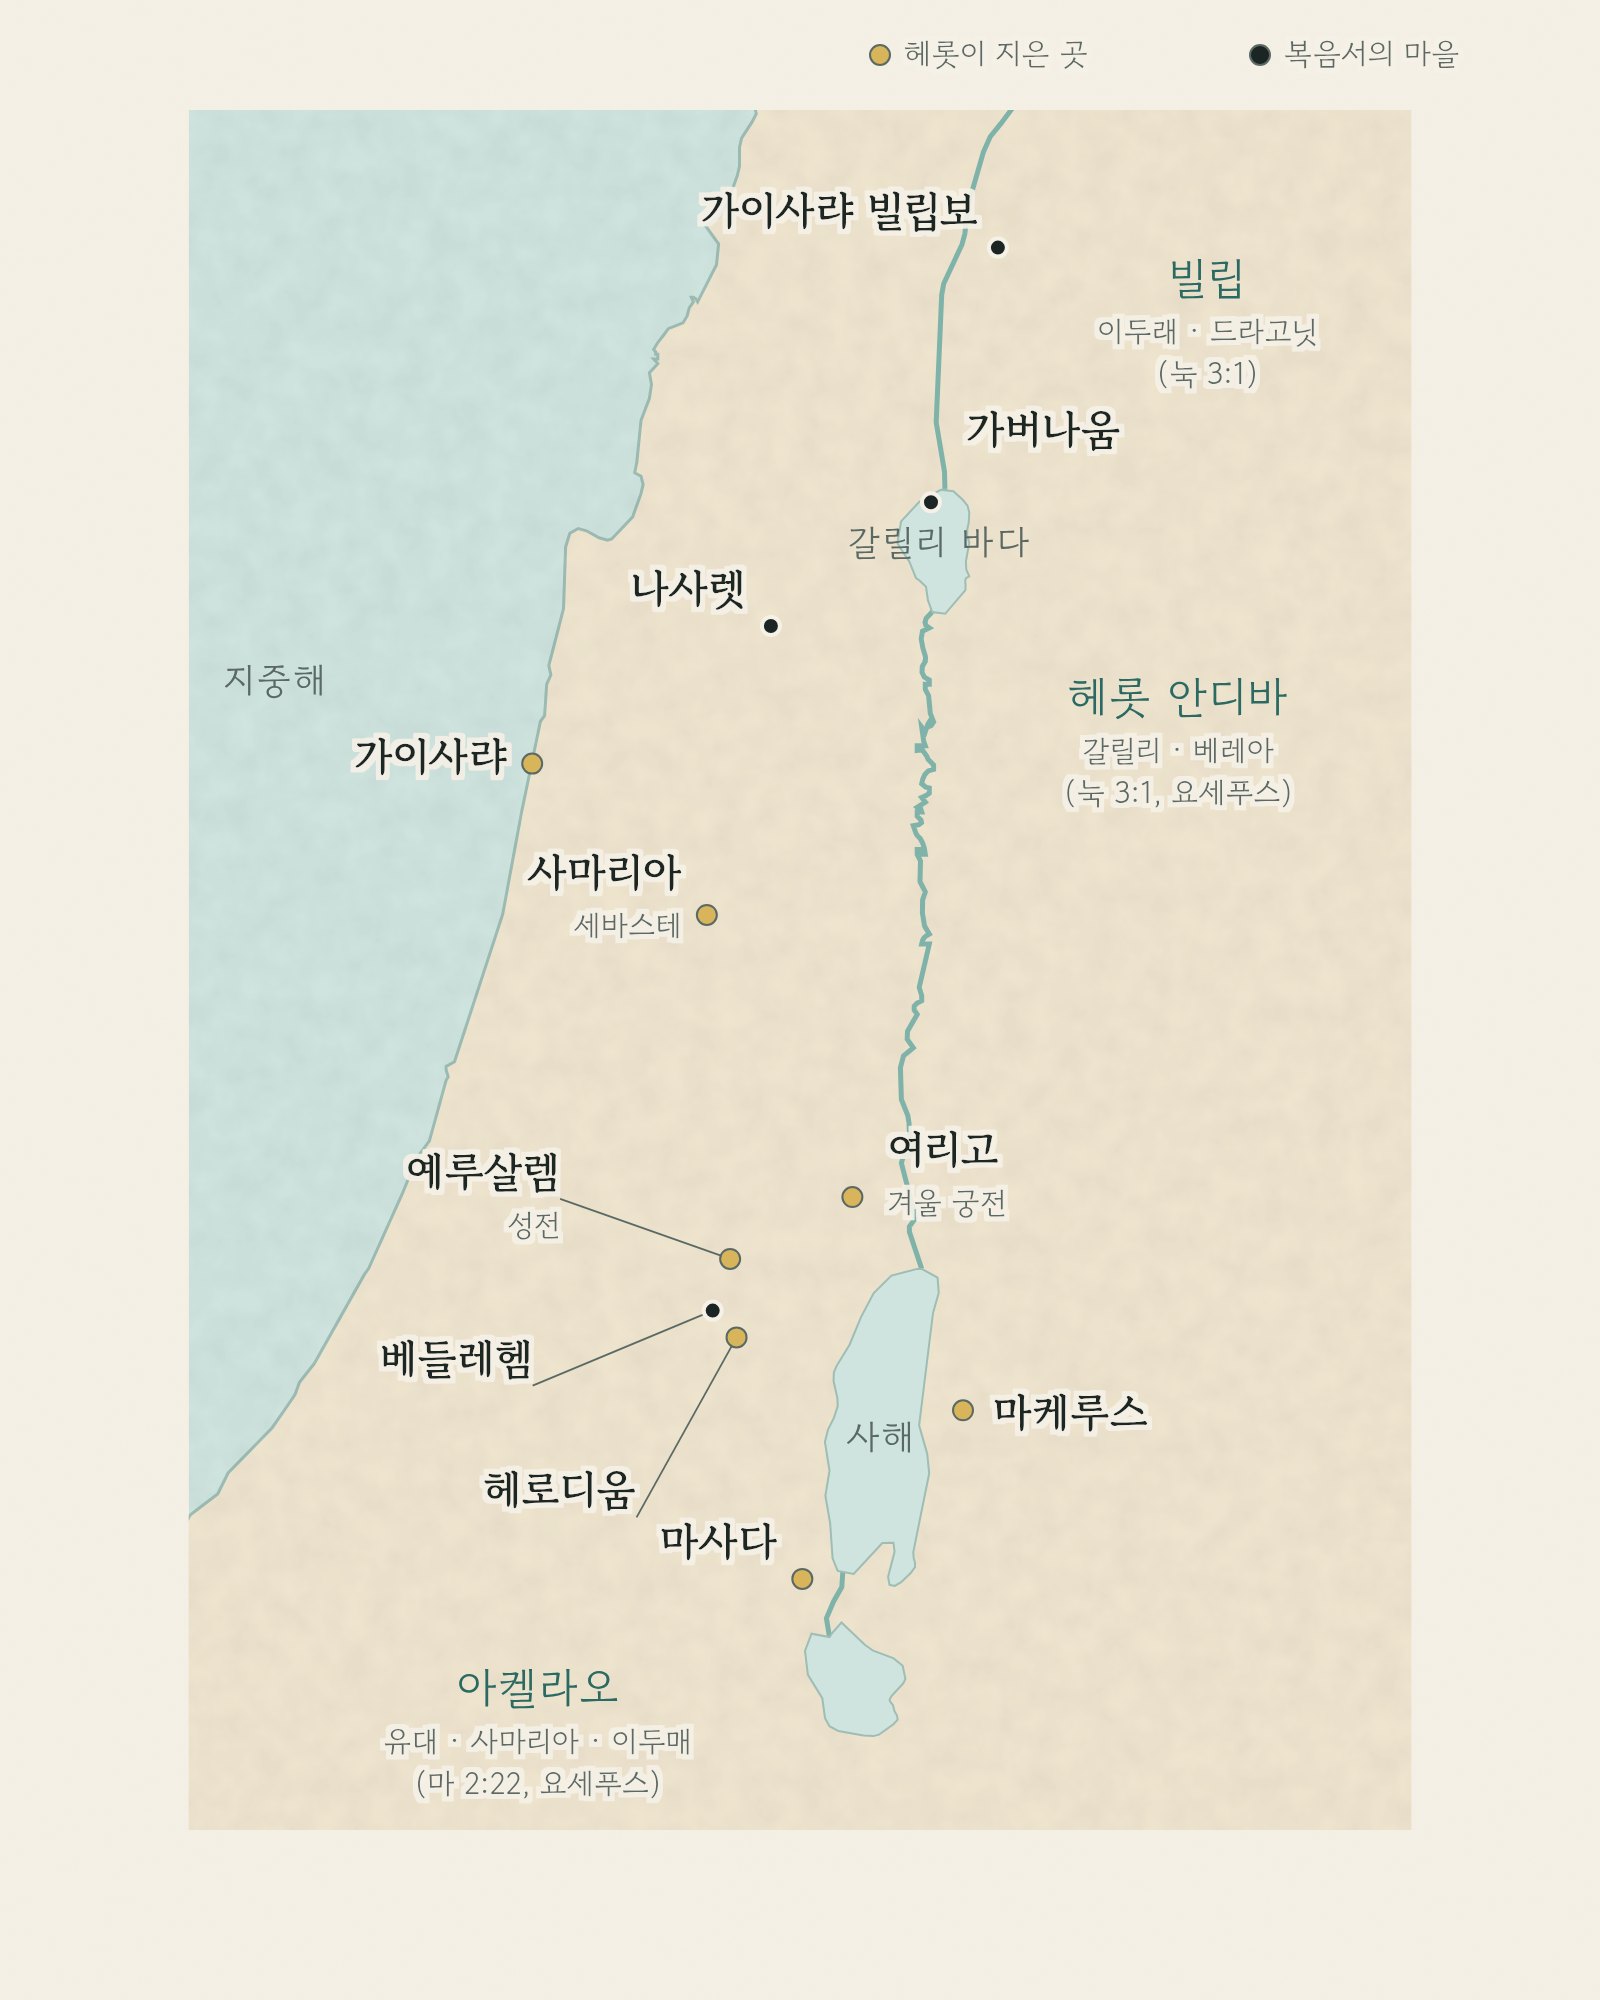 헤롯이 지은 곳
복음서의 마을
가이사랴 빌립보
빌립
이두래 · 드라고닛
(눅 3:1)
가버나움
갈릴리 바다
나사렛
지중해
헤롯 안디바
갈릴리 · 베레아
(눅 3:1, 요세푸스)
가이사랴
사마리아
세바스테
여리고
겨울 궁전
예루살렘
성전
베들레헴
마케루스
사해
헤로디움
마사다
아켈라오
유대 · 사마리아 · 이두매
(마 2:22, 요세푸스)